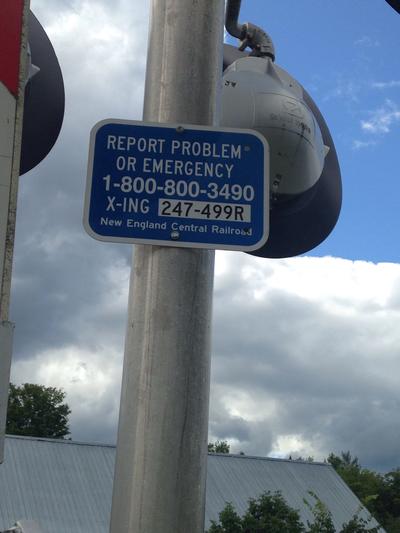 REPORT PROBLEM
OR EMERGENCY
1-800-800-3490
X-ING 247-499R
New England Central Railroad